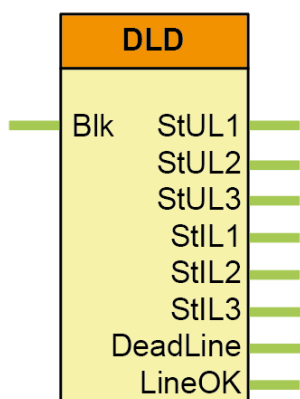 DLD
Blk StUL1
StUL2
StUL3
StIL1
StIL2
StIL3
DeadLine
LineOK